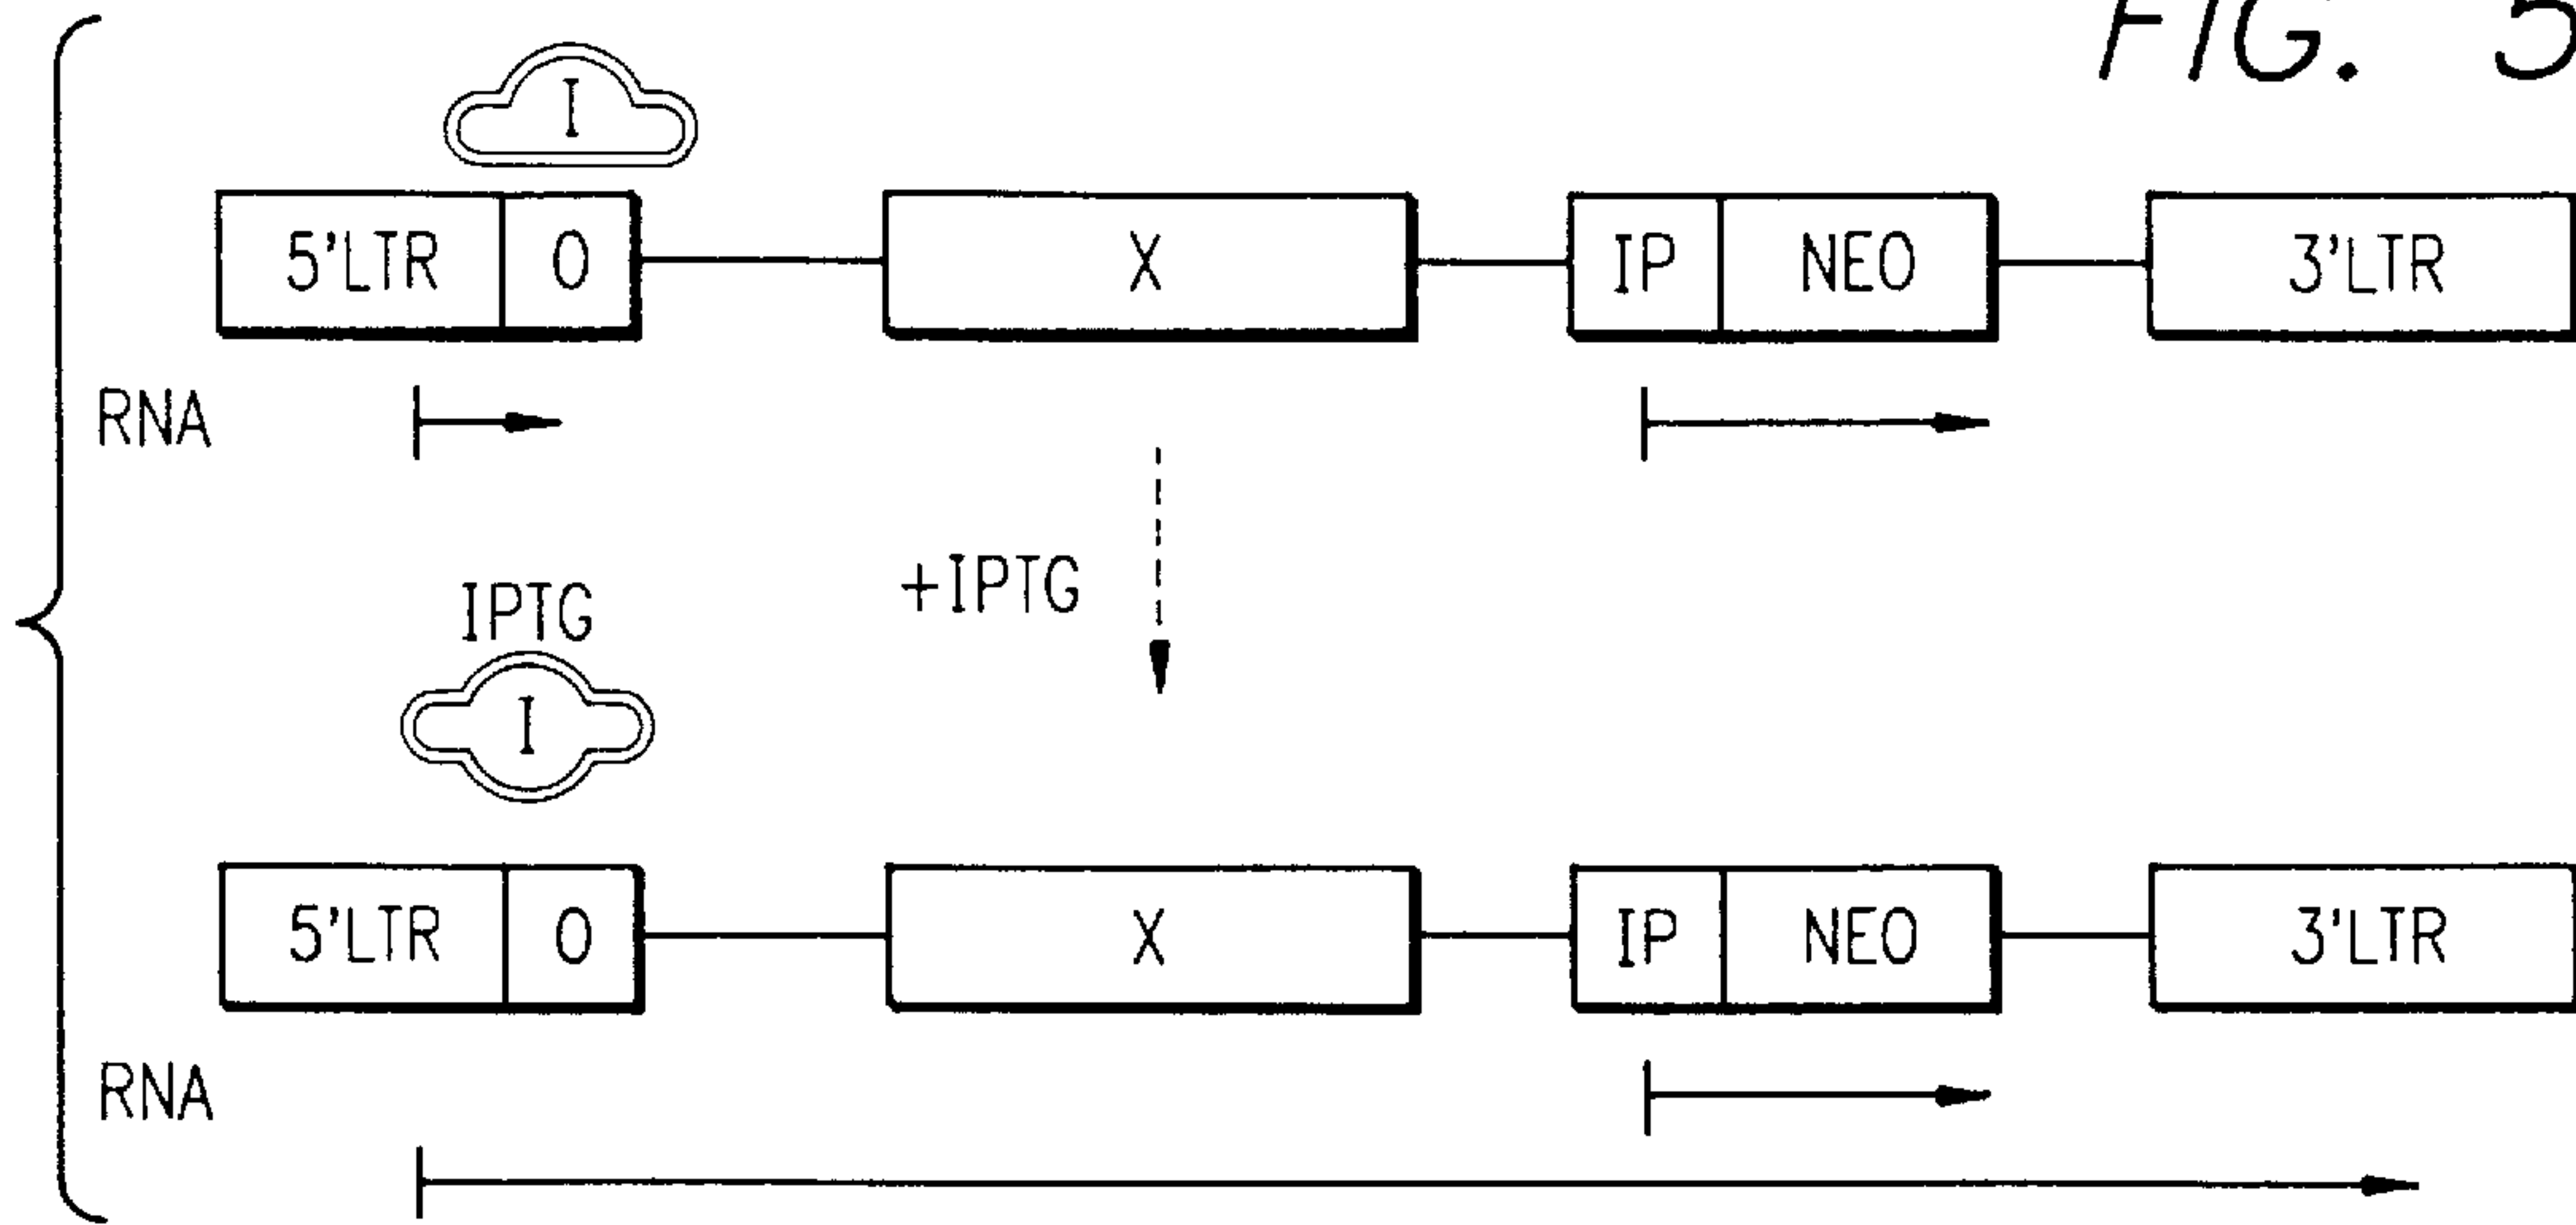 FIG. 5
I
5'LTR O X IP NEO 3'LTR
RNA
+IPTG
IPTG
I
5'LTR O X IP NEO 3'LTR
RNA